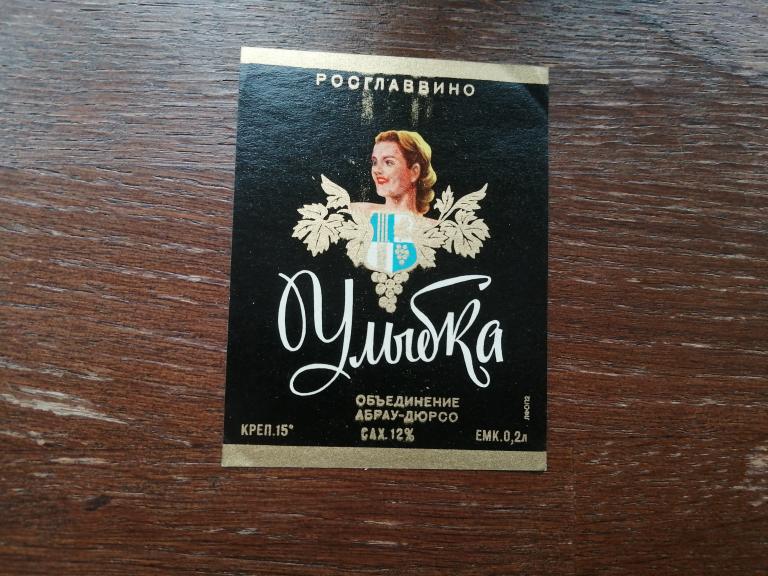 РОСГЛАВВИНО
Улыбка
ОБЪЕДИНЕНИЕ
АБРАУ-ДЮРСО
КРЕП.15° САХ.12% ЕМК.0,2л